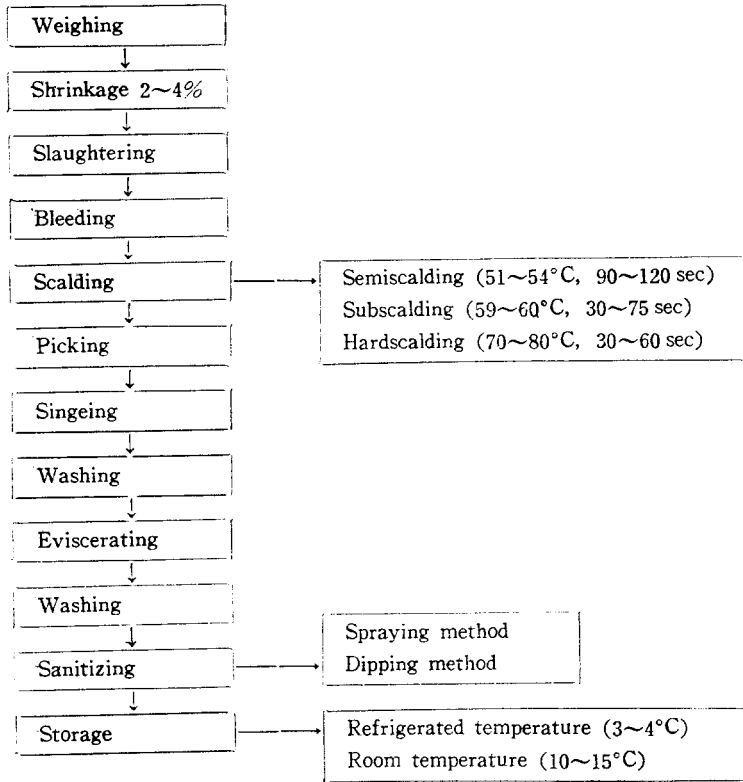 Weighing
Shrinkage 2~4%
Slaughtering
Bleeding
Scalding
Semiscalding (51~54°C, 90~120 sec)
Subscalding (59~60°C, 30~75 sec)
Hardscalding (70~80°C, 30~60 sec)
Picking
Singeing
Washing
Eviscerating
Washing
Sanitizing
Spraying method
Dipping method
Storage
Refrigerated temperature (3~4°C)
Room temperature (10~15°C)